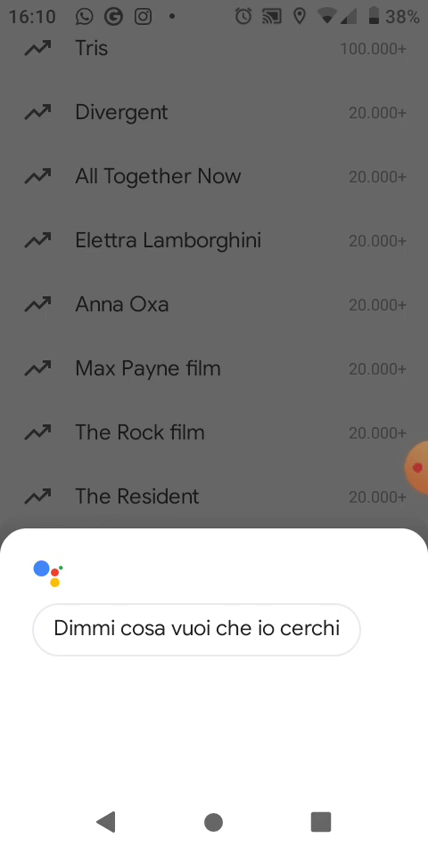 16:10 38%
Tris 100.000+
Divergent 20.000+
All Together Now 20.000+
Elettra Lamborghini 20.000+
Anna Oxa 20.000+
Max Payne film 20.000+
The Rock film 20.000+
The Resident 20.000+
Dimmi cosa vuoi che io cerchi